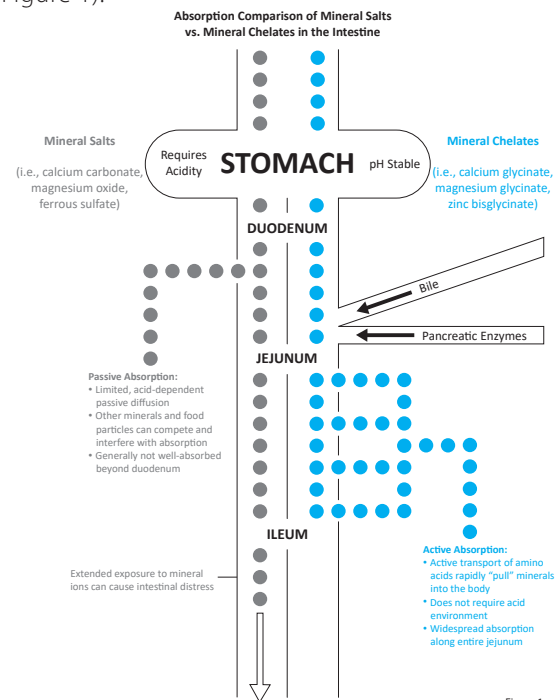 Figure 1).
Absorption Comparison of Mineral Salts
vs. Mineral Chelates in the Intestine
Mineral Salts
(i.e., calcium carbonate,
magnesium oxide,
ferrous sulfate)
Requires
Acidity
STOMACH
pH Stable
Mineral Chelates
(i.e., calcium glycinate,
magnesium glycinate,
zinc bisglycinate)
DUODENUM
Bile
Pancreatic Enzymes
JEJUNUM
Passive Absorption:
• Limited, acid-dependent
passive diffusion
• Other minerals and food
particles can compete and
interfere with absorption
• Generally not well-absorbed
beyond duodenum
ILEUM
Extended exposure to mineral
ions can cause intestinal distress
Active Absorption:
• Active transport of amino
acids rapidly “pull” minerals
into the body
• Does not require acid
environment
• Widespread absorption
along entire jejunum